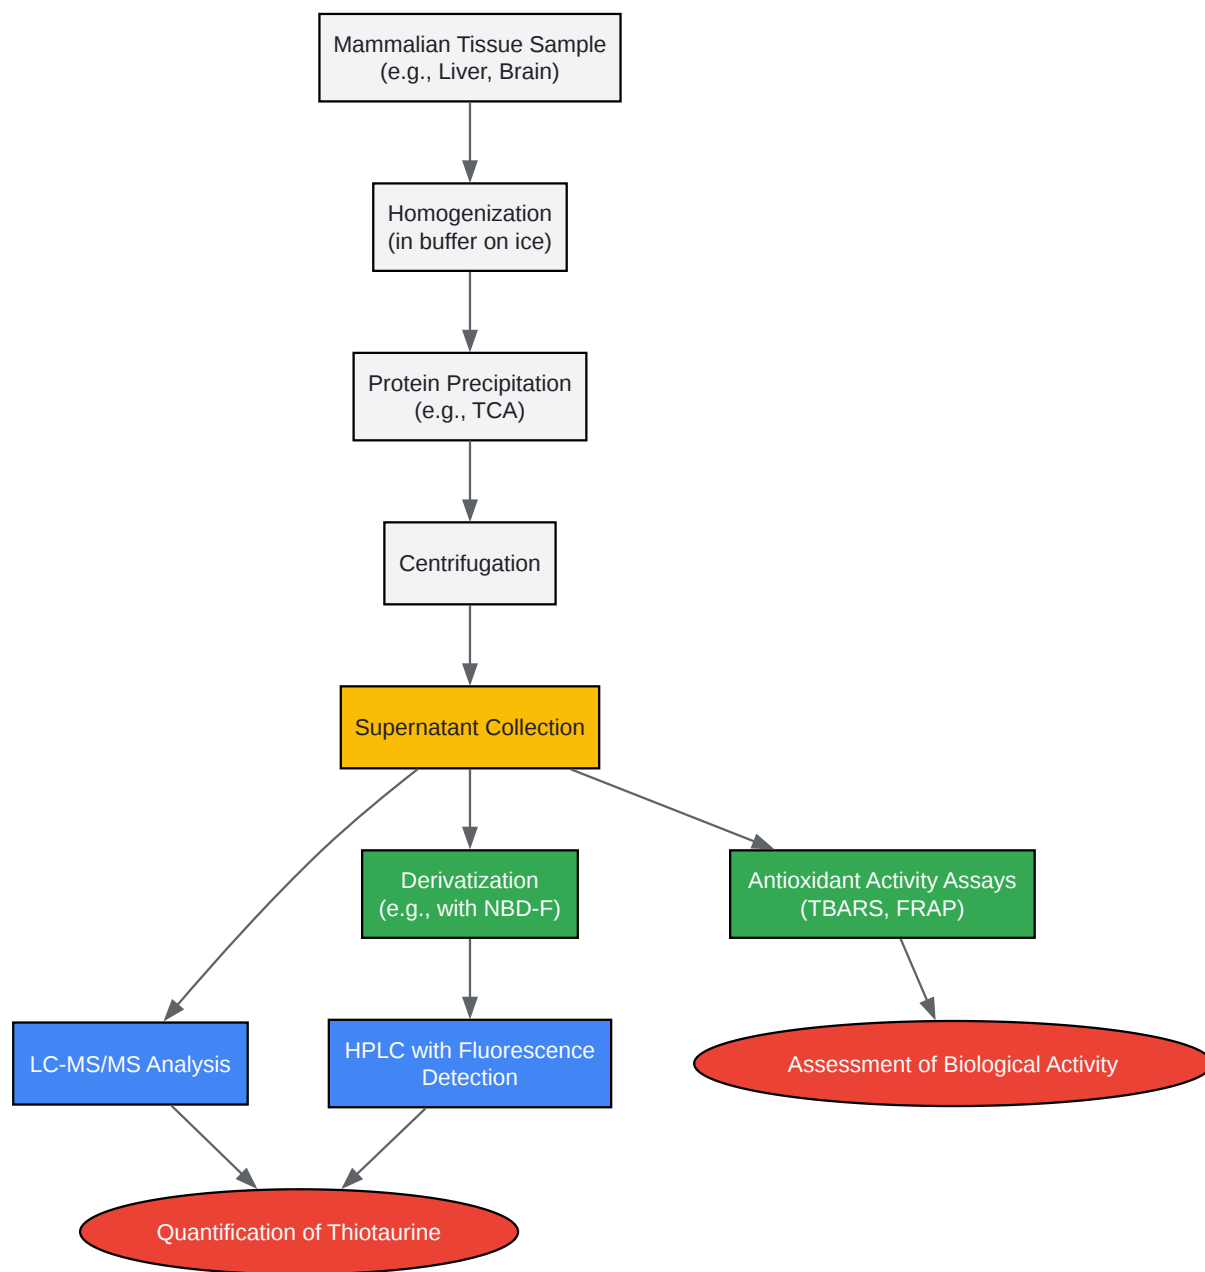 Mammalian Tissue Sample
(e.g., Liver, Brain)
Homogenization
(in buffer on ice)
Protein Precipitation
(e.g., TCA)
Centrifugation
Supernatant Collection
Derivatization
(e.g., with NBD-F)
Antioxidant Activity Assays
(TBARS, FRAP)
LC-MS/MS Analysis
HPLC with Fluorescence
Detection
Assessment of Biological Activity
Quantification of Thiotaurine